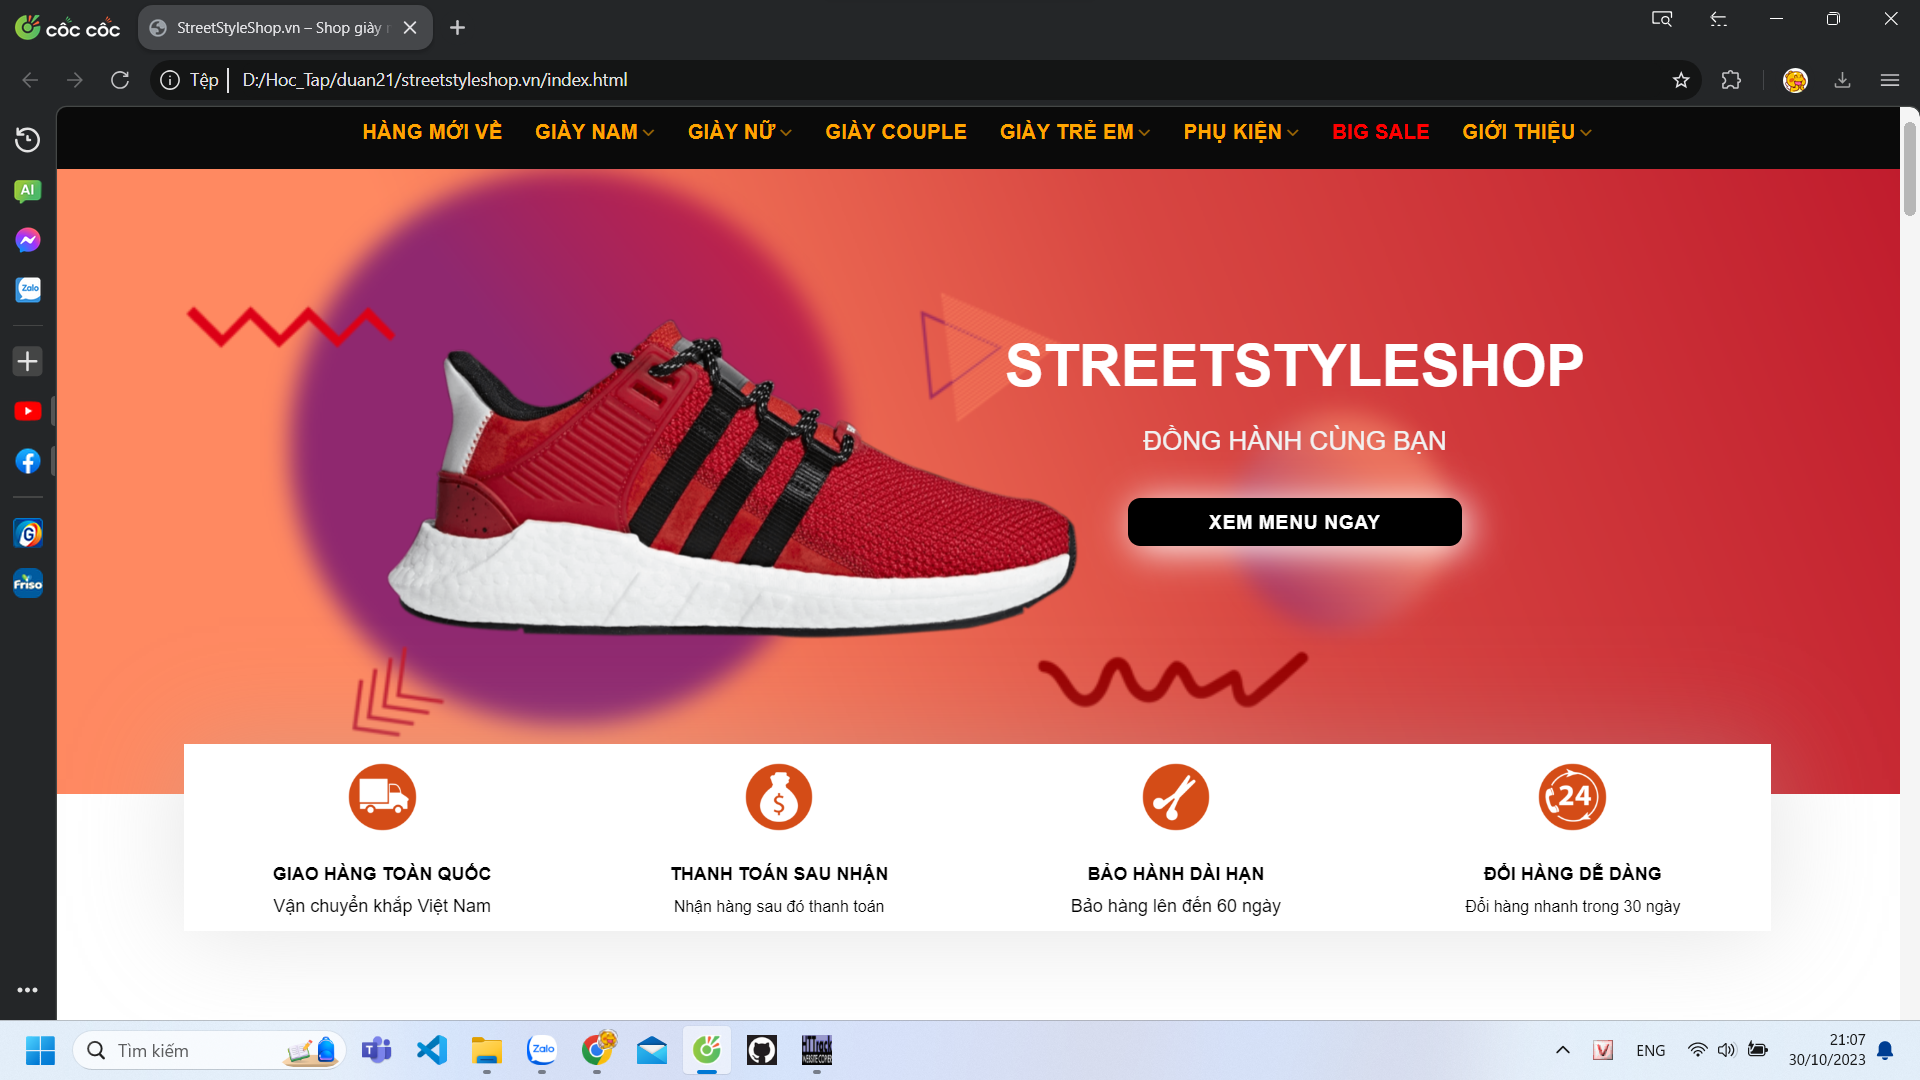 cốc cốc
StreetStyleShop.vn – Shop giày
Tệp
D:/Hoc_Tap/duan21/streetstyleshop.vn/index.html
HÀNG MỚI VỀ GIÀY NAM GIÀY NỮ GIÀY COUPLE GIÀY TRẺ EM PHỤ KIỆN BIG SALE GIỚI THIỆU
AI
Zalo
G
Friso
STREETSTYLESHOP
ĐỒNG HÀNH CÙNG BẠN
XEM MENU NGAY
$
24
GIAO HÀNG TOÀN QUỐC
Vận chuyển khắp Việt Nam
THANH TOÁN SAU NHẬN
Nhận hàng sau đó thanh toán
BẢO HÀNH DÀI HẠN
Bảo hàng lên đến 60 ngày
ĐỔI HÀNG DỄ DÀNG
Đổi hàng nhanh trong 30 ngày
Tìm kiếm
Zalo
HTTrack
WEBSITE COPIER
V
ENG
21:07
30/10/2023